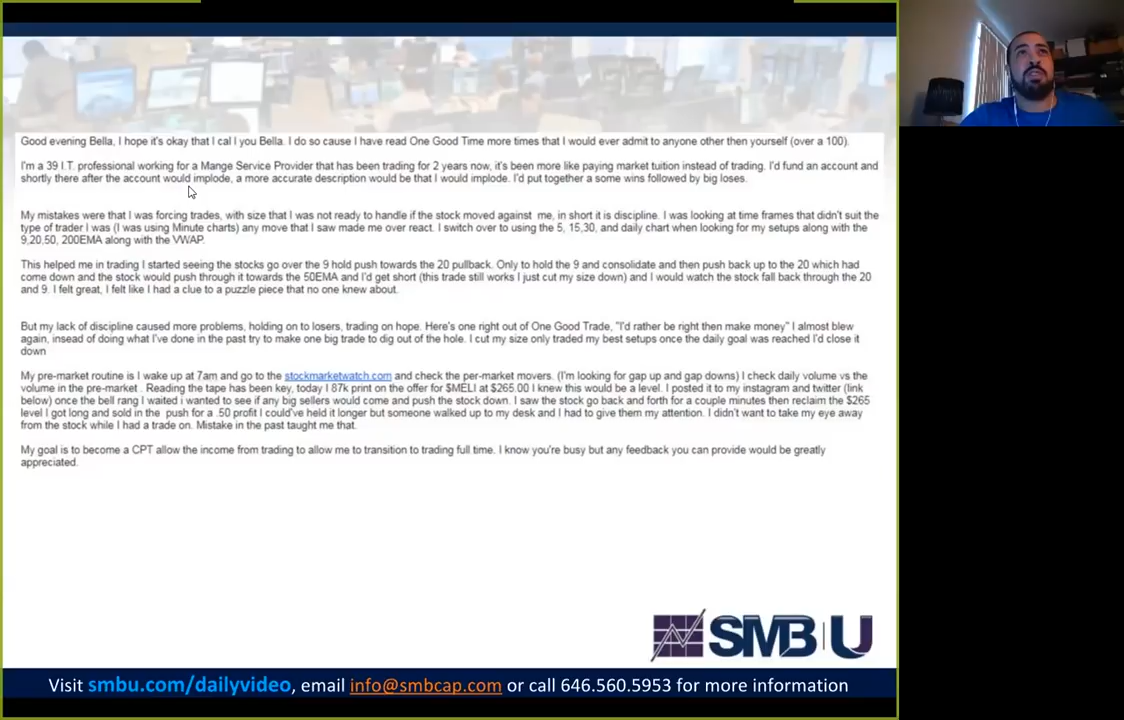 Good evening Bella, I hope it's okay that I cal l you Bella. I do so cause I have read One Good Time more times that I would ever admit to anyone other then yourself (over a 100).
I'm a 39 I.T. professional working for a Mange Service Provider that has been trading for 2 years now, it's been more like paying market tuition instead of trading. I'd fund an account and
shortly there after the account would implode, a more accurate description would be that I would implode. I'd put together a some wins followed by big loses.
My mistakes were that I was forcing trades, with size that I was not ready to handle if the stock moved against me, in short it is discipline. I was looking at time frames that didn't suit the
type of trader I was (I was using Minute charts) any move that I saw made me over react. I switch over to using the 5, 15,30, and daily chart when looking for my setups along with the
9,20,50, 200EMA along with the VWAP.
This helped me in trading I started seeing the stocks go over the 9 hold push towards the 20 pullback. Only to hold the 9 and consolidate and then push back up to the 20 which had
come down and the stock would push through it towards the 50EMA and I'd get short (this trade still works I just cut my size down) and I would watch the stock fall back through the 20
and 9. I felt great, I felt like I had a clue to a puzzle piece that no one knew about.
But my lack of discipline caused more problems, holding on to losers, trading on hope. Here's one right out of One Good Trade, "I'd rather be right then make money" I almost blew
again, insead of doing what I've done in the past try to make one big trade to dig out of the hole. I cut my size only traded my best setups once the daily goal was reached I'd close it
down
My pre-market routine is I wake up at 7am and go to the stockmarketwatch.com and check the per-market movers. (I'm looking for gap up and gap downs) I check daily volume vs the
volume in the pre-market . Reading the tape has been key, today I 87k print on the offer for $MELI at $265.00 I knew this would be a level. I posted it to my instagram and twitter (link
below) once the bell rang I waited i wanted to see if any big sellers would come and push the stock down. I saw the stock go back and forth for a couple minutes then reclaim the $265
level I got long and sold in the push for a .50 profit I could've held it longer but someone walked up to my desk and I had to give them my attention. I didn't want to take my eye away
from the stock while I had a trade on. Mistake in the past taught me that.
My goal is to become a CPT allow the income from trading to allow me to transition to trading full time. I know you're busy but any feedback you can provide would be greatly
appreciated.
SMB U
Visit smbu.com/dailyvideo, email info@smbcap.com or call 646.560.5953 for more information